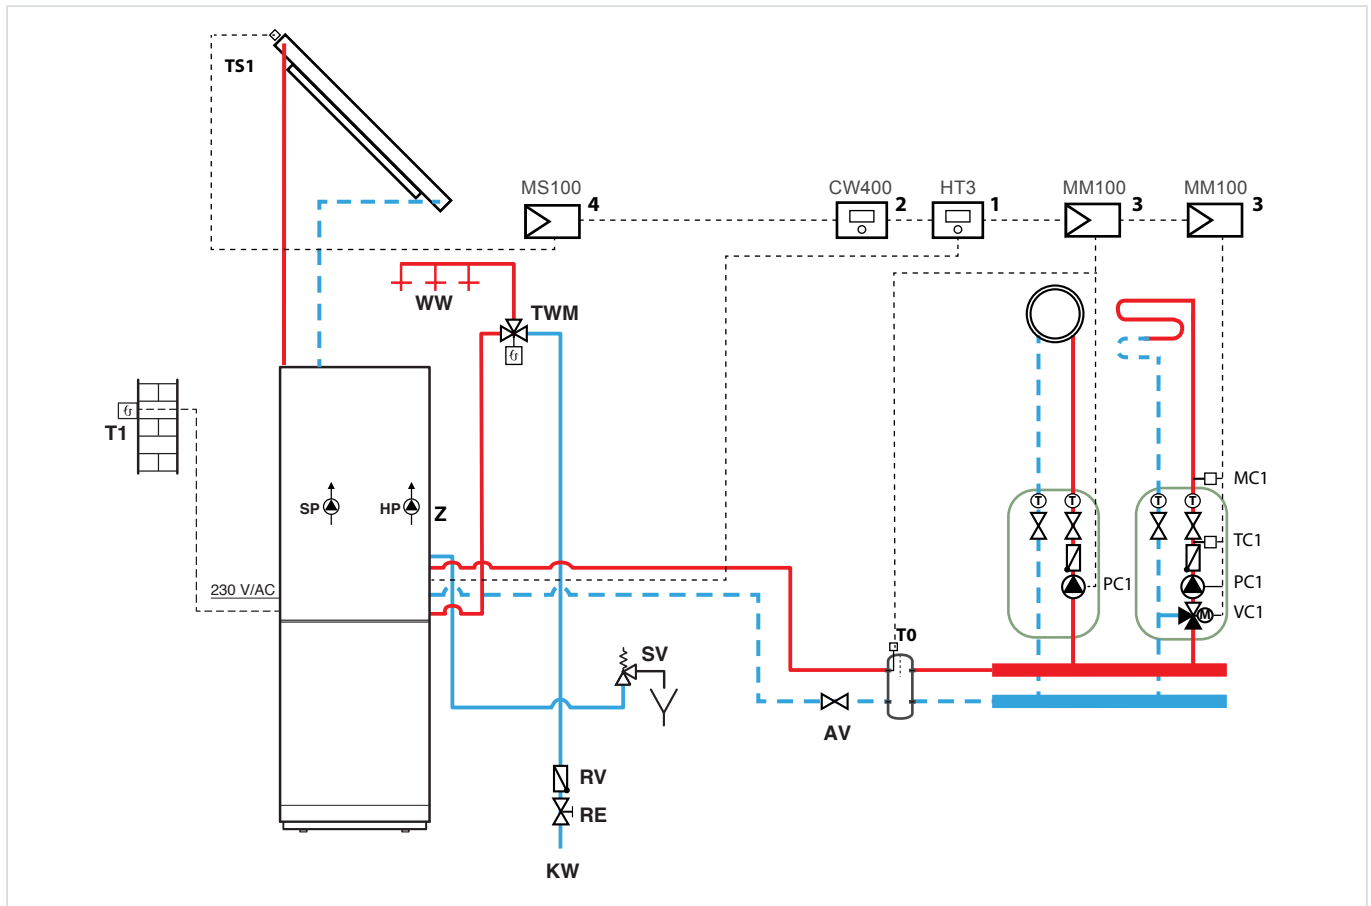 TS1
MS100
4
CW400
2
HT3
1
MM100
3
MM100
3
WW
TWM
T1
SP
HP
Z
230 V/AC
MC1
T
T
T
T
TC1
PC1
PC1
VC1
M
T0
SV
AV
RV
RE
KW